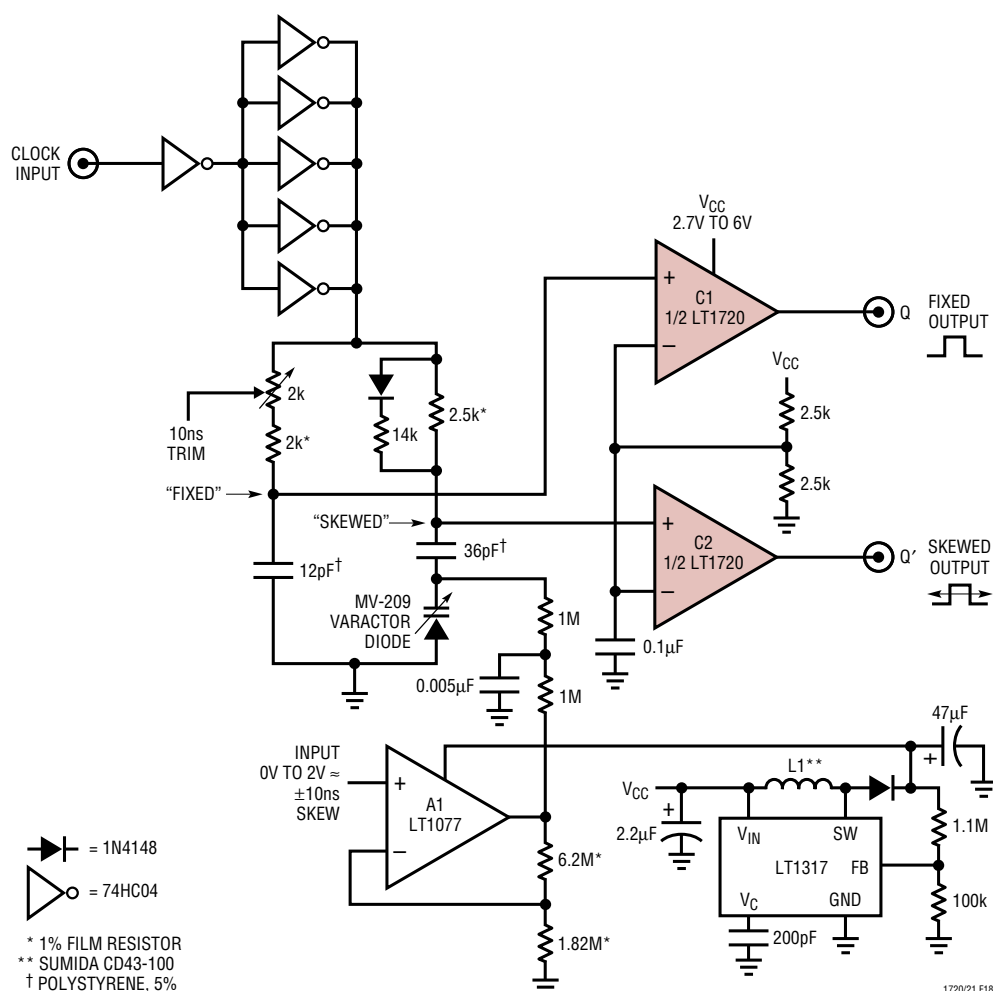 CLOCK
INPUT
VCC
2.7V TO 6V
+
C1
1/2 LT1720
−
Q
FIXED
OUTPUT
VCC
2.5k
2.5k
2k
10ns
TRIM
2k*
14k
2.5k*
"FIXED"
"SKEWED"
12pF†
36pF†
MV-209
VARACTOR
DIODE
+
C2
1/2 LT1720
−
Q′
SKEWED
OUTPUT
0.1µF
1M
0.005µF
1M
INPUT
0V TO 2V ≈
±10ns
SKEW
+
A1
LT1077
−
6.2M*
1.82M*
47µF
+
VCC
L1**
+
2.2µF
VIN
SW
LT1317
FB
VC
GND
200pF
1.1M
100k
= 1N4148
= 74HC04
* 1% FILM RESISTOR
** SUMIDA CD43-100
† POLYSTYRENE, 5%
1720/21 F18